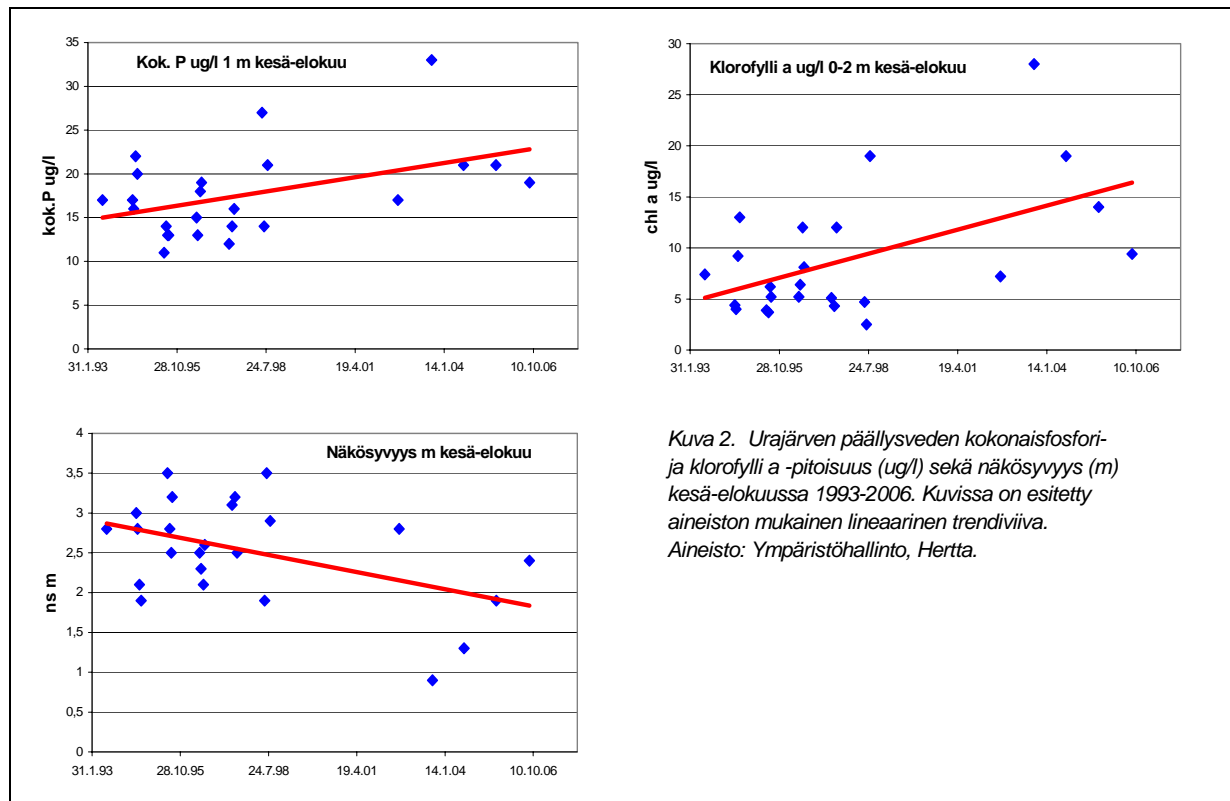 Kok. P ug/l 1 m kesä-elokuu
kok.P ug/l
35
30
25
20
15
10
5
0
31.1.93 28.10.95 24.7.98 19.4.01 14.1.04 10.10.06
Klorofylli a ug/l 0-2 m kesä-elokuu
chl a ug/l
30
25
20
15
10
5
0
31.1.93 28.10.95 24.7.98 19.4.01 14.1.04 10.10.06
Näkösyvyys m kesä-elokuu
ns m
4
3,5
3
2,5
2
1,5
1
0,5
0
31.1.93 28.10.95 24.7.98 19.4.01 14.1.04 10.10.06
Kuva 2. Urajärven päällysveden kokonaisfosfori-
ja klorofylli a -pitoisuus (ug/l) sekä näkösyvyys (m)
kesä-elokuussa 1993-2006. Kuvissa on esitetty
aineiston mukainen lineaarinen trendiviiva.
Aineisto: Ympäristöhallinto, Hertta.